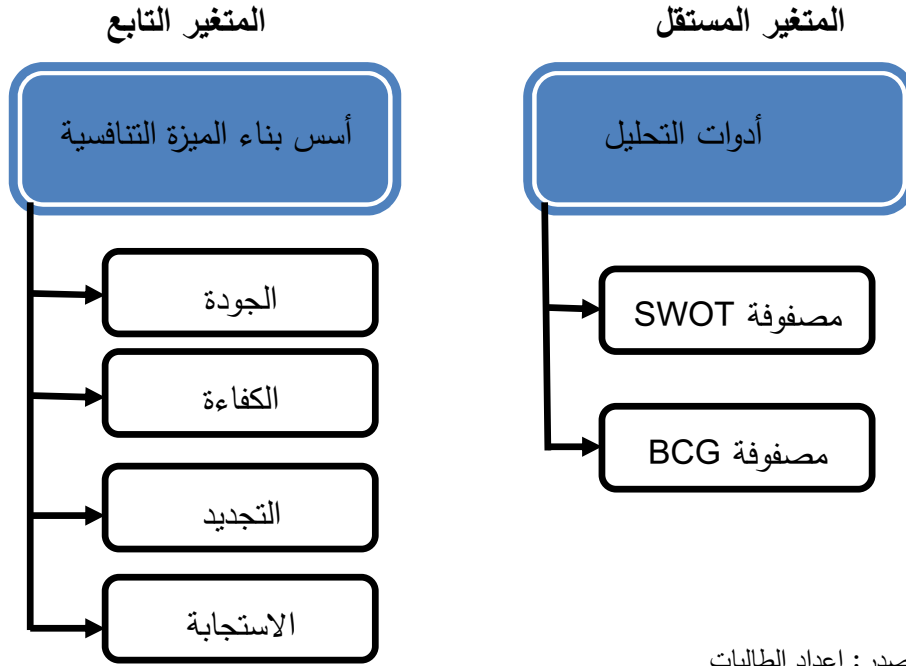 المتغير المستقل
المتغير التابع
أدوات التحليل
أسس بناء الميزة التنافسية
مصفوفة SWOT
مصفوفة BCG
الجودة
الكفاءة
التجديد
الاستجابة
صدر : إعداد الطالبات